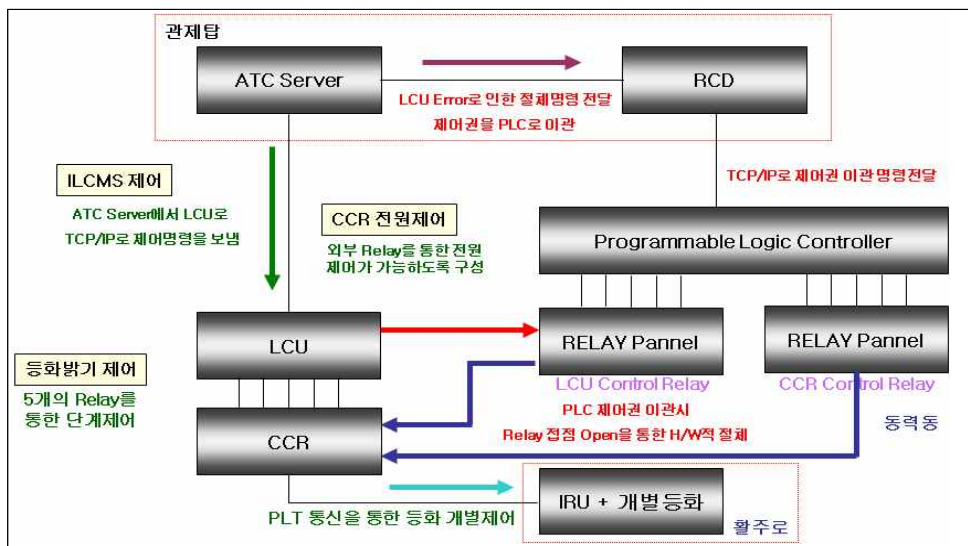 관제탑
ATC Server
RCD
LCU Error로 인한 절체명령 전달
제어권을 PLC로 이관
ILCMS 제어
ATC Server에서 LCU로
TCP/IP로 제어명령을 보냄
TCP/IP로 제어권 이관 명령전달
CCR 전원제어
외부 Relay를 통한 전원
제어가 가능하도록 구성
Programmable Logic Controller
LCU
RELAY Pannel
RELAY Pannel
LCU Control Relay
CCR Control Relay
등화밝기 제어
5개의 Relay를
통한 단계제어
PLC 제어권 이관시
Relay 접점 Open을 통한 H/W적 절체
동력동
CCR
IRU + 개별등화
PLT 통신을 통한 등화 개별제어
활주로